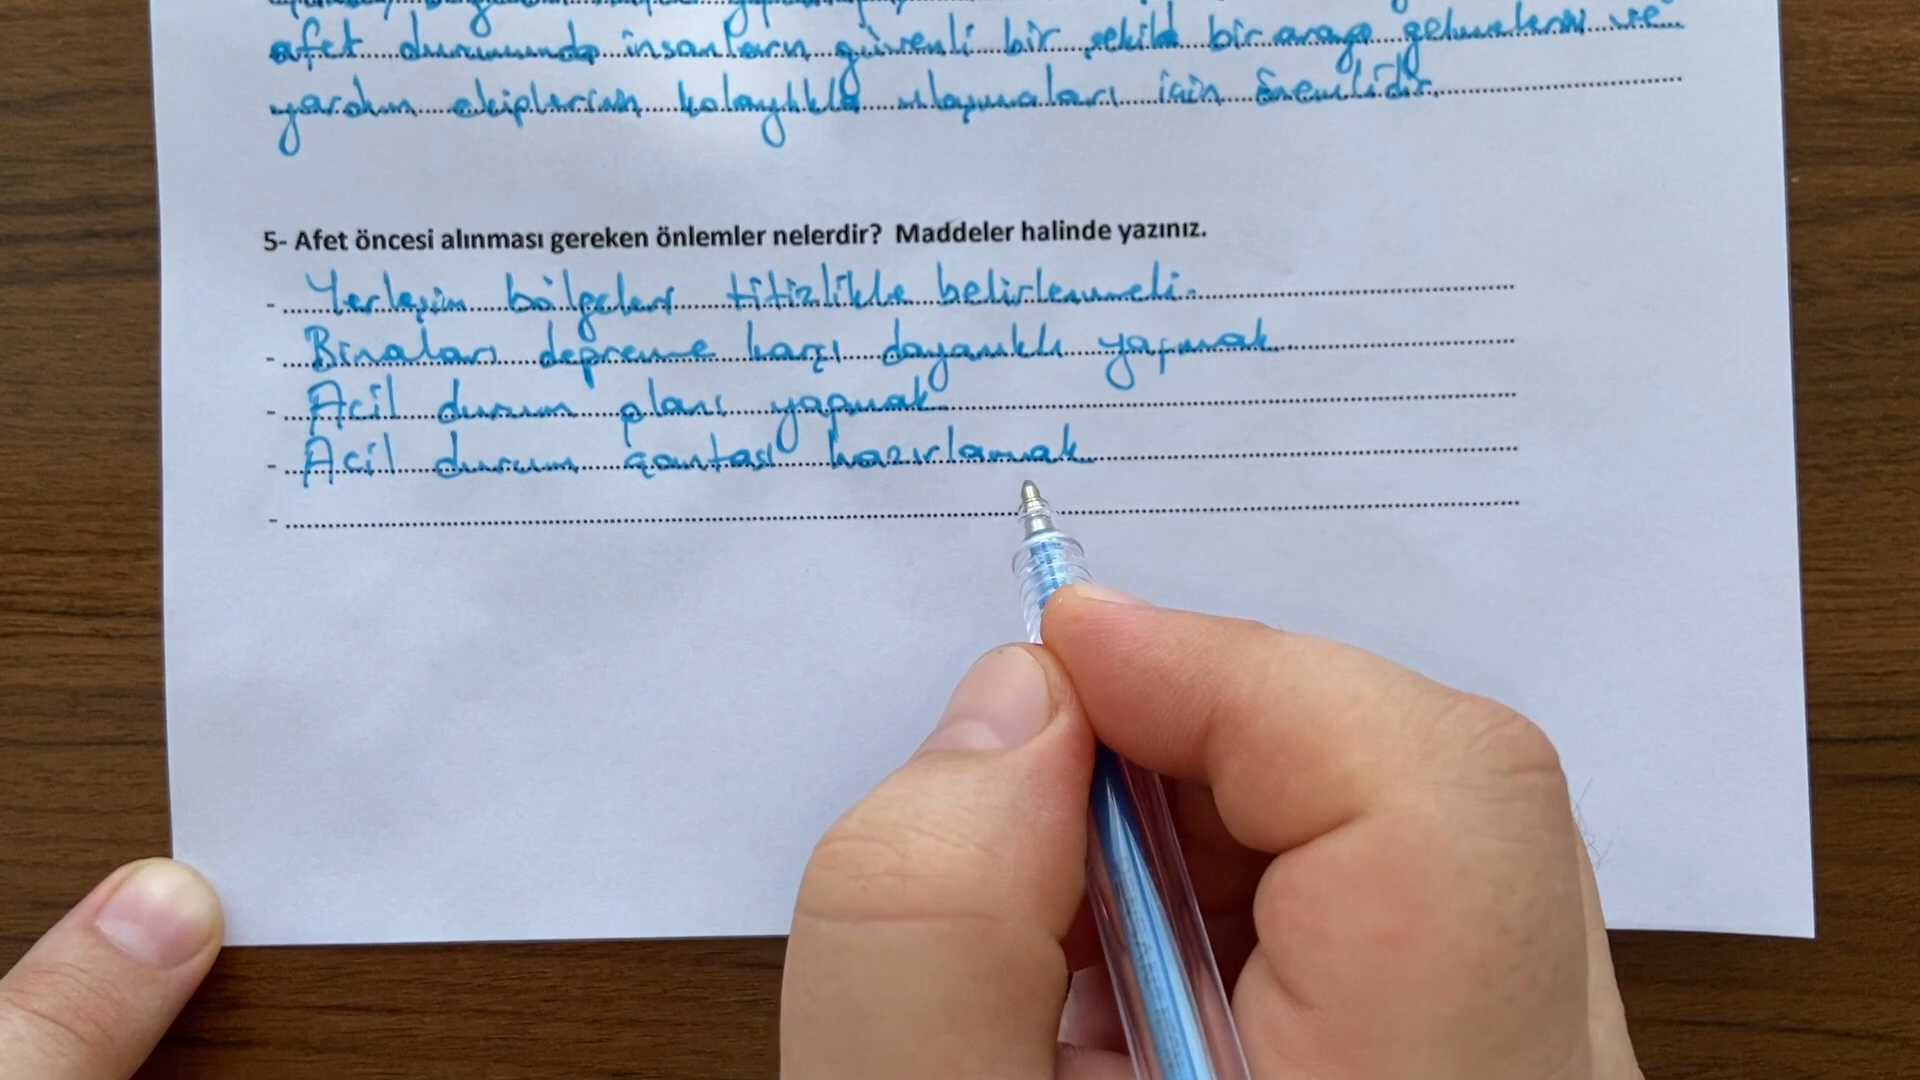 afet durumunda insanların güvenli bir şekilde bir araya gelmelerini ve
yardım ekiplerinin kolaylıkla ulaşmaları için önemlidir.
5- Afet öncesi alınması gereken önlemler nelerdir? Maddeler halinde yazınız.
- Yerleşim bölgeleri titizlikle belirlenmeli.
- Binaları depreme karşı dayanıklı yapmak
- Acil durum planı yapmak
- Acil durum çantası hazırlamak
-